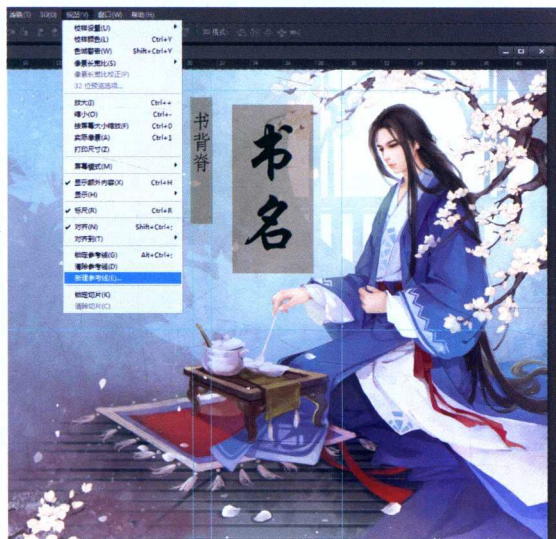 滤镜(T) 3D(D) 视图(V) 窗口(W) 帮助(H)
3D 模式:
校样设置(U)
校样颜色(L) Ctrl+Y
色域警告(W) Shift+Ctrl+Y
像素长宽比(S)
像素长宽比校正(P)
32 位预览选项...
放大(I) Ctrl++
缩小(O) Ctrl+-
按屏幕大小缩放(F) Ctrl+0
实际像素(A) Ctrl+1
打印尺寸(Z)
屏幕模式(M)
显示额外内容(X) Ctrl+H
显示(H)
标尺(R) Ctrl+R
对齐(N) Shift+Ctrl+;
对齐到(T)
锁定参考线(G) Alt+Ctrl+;
清除参考线(D)
新建参考线(E)...
锁定切片(K)
清除切片(C)
书背脊
书名